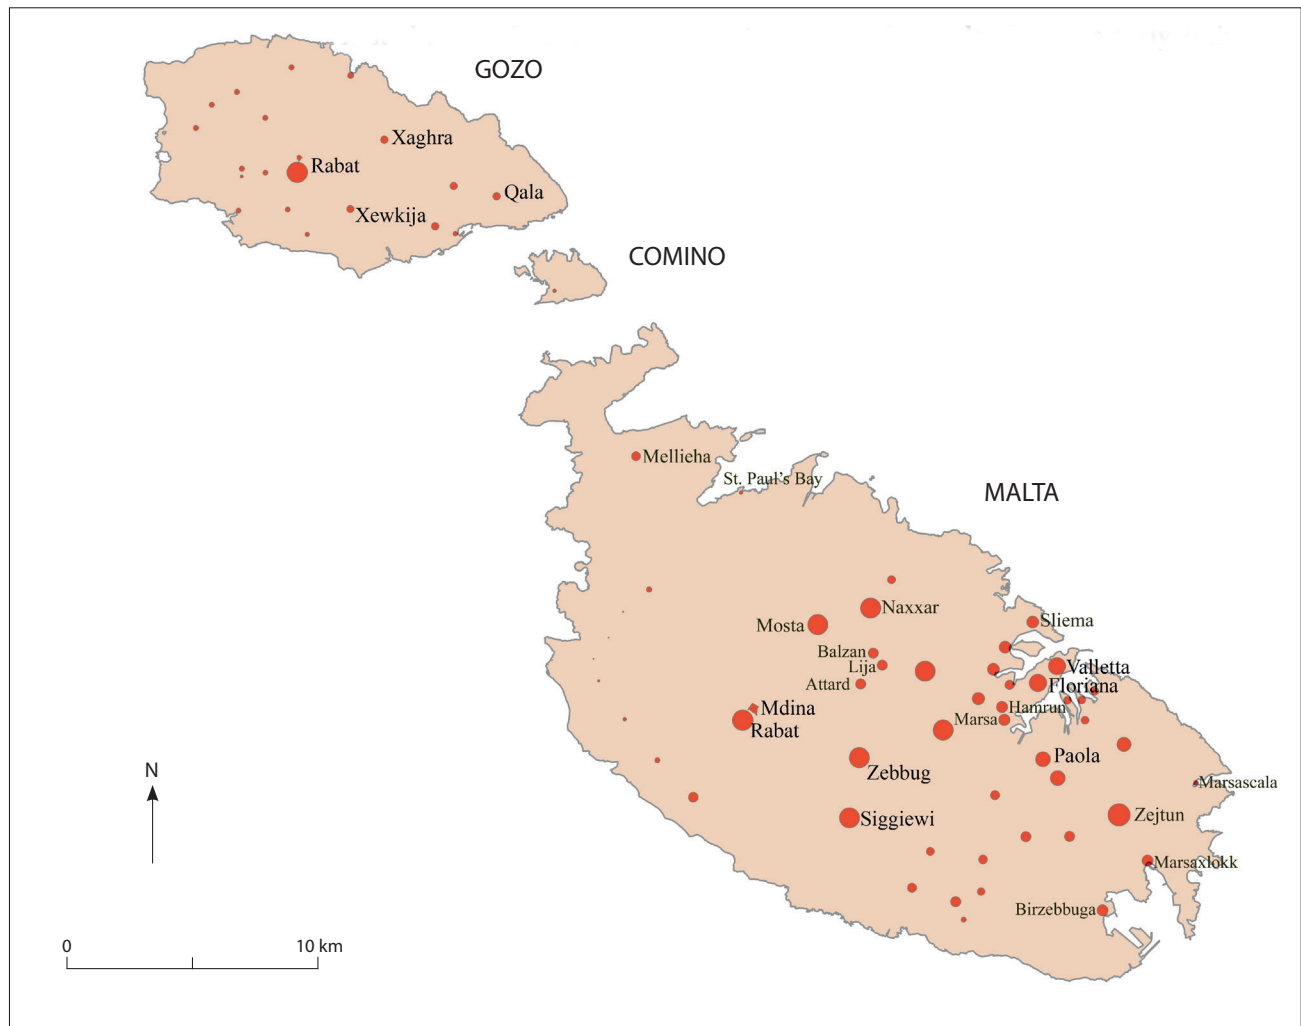 GOZO
Xaghra
Rabat
Qala
Xewkija
COMINO
Mellieha
St. Paul's Bay
MALTA
Naxxar
Mosta
Sliema
Balzan
Lija
Valletta
Attard
Floriana
Mdina
Hamrun
Marsa
Rabat
Paola
Zebbug
N
Marsascala
Zejtun
Siggiewi
Marsaxlokk
Birzebbuga
0 10 km